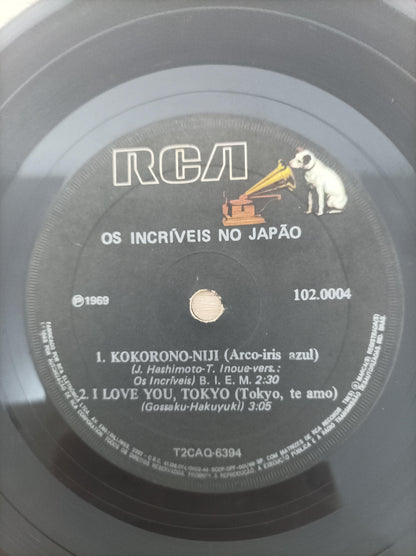 RCA
OS INCRÍVEIS NO JAPÃO
Ⓟ1969
102.0004
1. KOKORONO-NIJI (Arco-iris azul)
(J. Hashimoto-T. Inoue-vers.:
Os Incríveis) B. I. E. M. 2:30
2. I LOVE YOU, TOKYO (Tokyo, te amo)
(Gossaku-Hakuyuki) 3:05
T2CAQ-6394